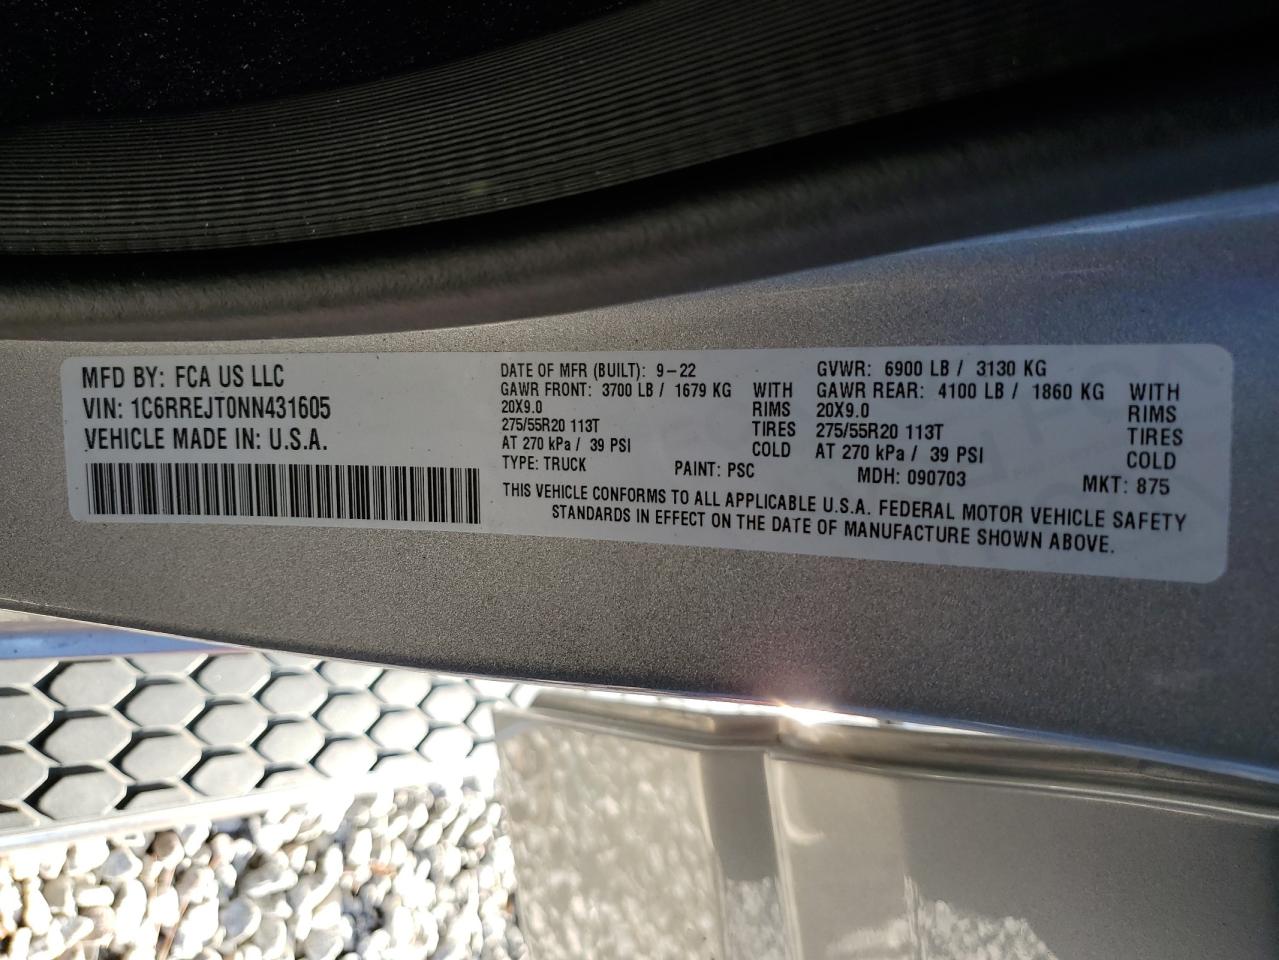 MFD BY: FCA US LLC
VIN: 1C6RREJT0NN431605
VEHICLE MADE IN: U.S.A.
DATE OF MFR (BUILT): 9-22
GAWR FRONT: 3700 LB / 1679 KG WITH
20X9.0 RIMS
275/55R20 113T TIRES
AT 270 kPa / 39 PSI COLD
TYPE: TRUCK PAINT: PSC
GVWR: 6900 LB / 3130 KG
GAWR REAR: 4100 LB / 1860 KG WITH
20X9.0 RIMS
275/55R20 113T TIRES
AT 270 kPa / 39 PSI COLD
MDH: 090703 MKT: 875
THIS VEHICLE CONFORMS TO ALL APPLICABLE U.S.A. FEDERAL MOTOR VEHICLE SAFETY
STANDARDS IN EFFECT ON THE DATE OF MANUFACTURE SHOWN ABOVE.